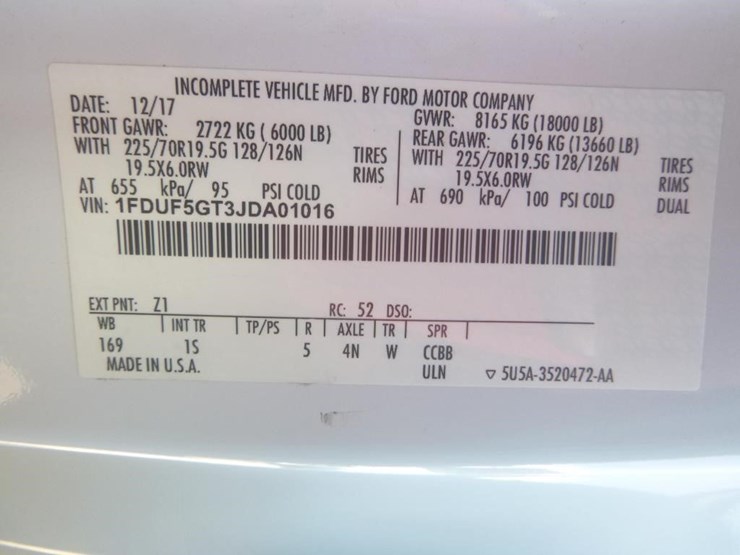 INCOMPLETE VEHICLE MFD. BY FORD MOTOR COMPANY
DATE: 12/17 GVWR: 8165 KG (18000 LB)
FRONT GAWR: 2722 KG ( 6000 LB) REAR GAWR: 6196 KG (13660 LB)
WITH 225/70R19.5G 128/126N TIRES WITH 225/70R19.5G 128/126N TIRES
19.5X6.0RW RIMS 19.5X6.0RW RIMS
AT 655 kPa/ 95 PSI COLD AT 690 kPa/ 100 PSI COLD DUAL
VIN: 1FDUF5GT3JDA01016
EXT PNT: Z1 RC: 52 DSO:
WB INT TR TP/PS R AXLE TR SPR
169 1S 5 4N W CCBB
MADE IN U.S.A. ULN ▽ 5U5A-3520472-AA